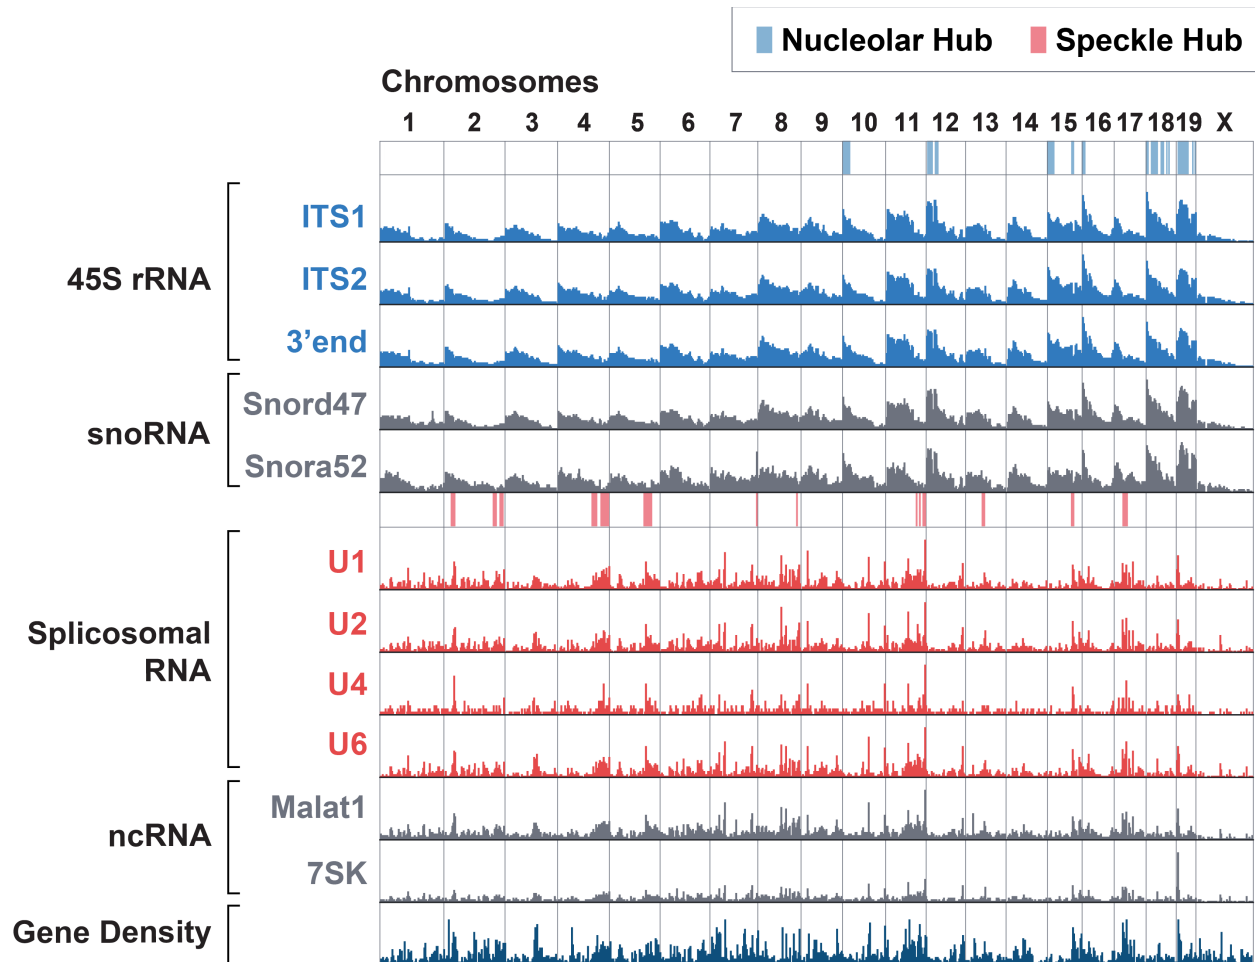 Nucleolar Hub Speckle Hub
Chromosomes
1 2 3 4 5 6 7 8 9 10 11 12 13 14 15 16 17 18 19 X
45S rRNA
ITS1
ITS2
3’end
snoRNA
Snord47
Snora52
Splicosomal
RNA
U1
U2
U4
U6
ncRNA
Malat1
7SK
Gene Density